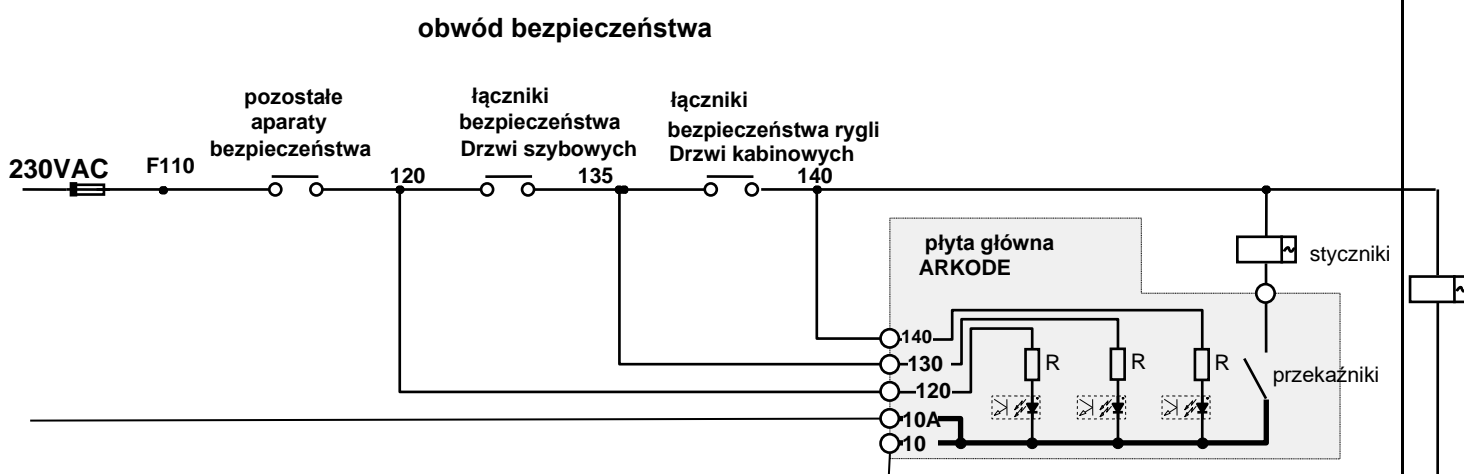 obwód bezpieczeństwa
pozostałe
aparaty
bezpieczeństwa
łączniki
bezpieczeństwa
Drzwi szybowych
łączniki
bezpieczeństwa rygli
Drzwi kabinowych
230VAC
F110
120
135
140
płyta główna
ARKODE
styczniki
140
130
120
10A
10
R
R
R
przekaźniki